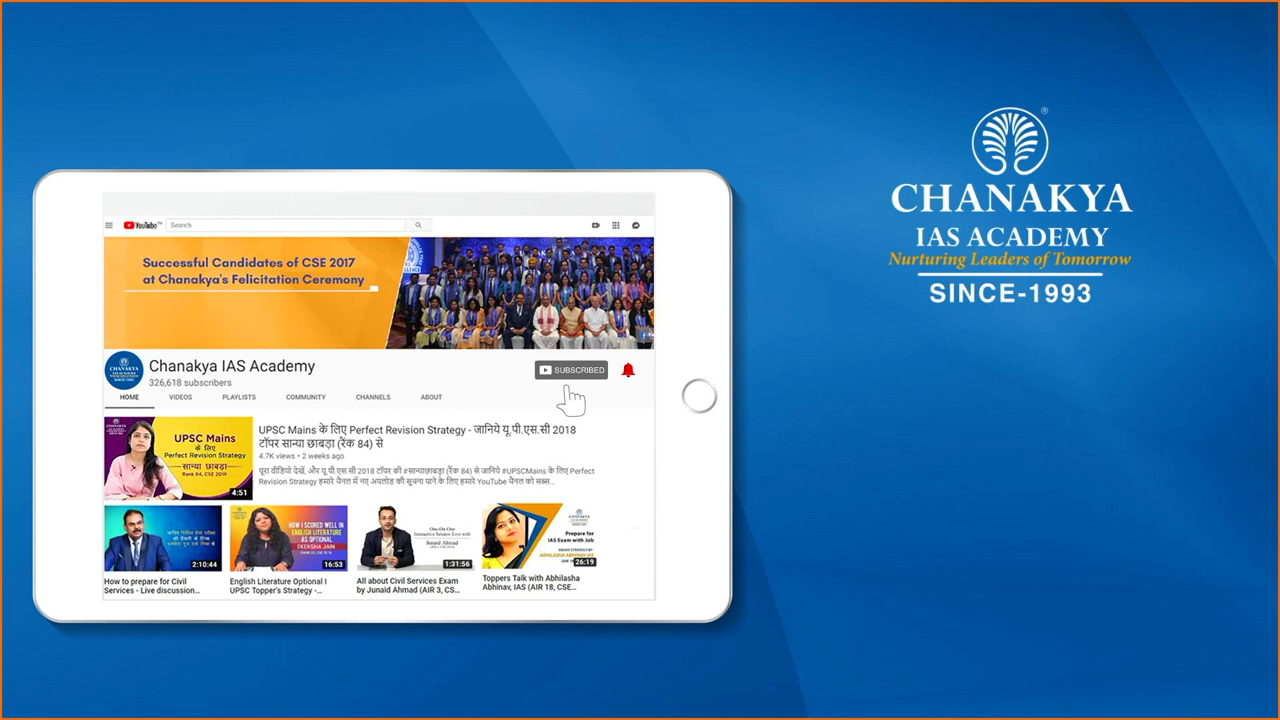 CHANAKYA
IAS ACADEMY
Nurturing Leaders of Tomorrow
SINCE-1993
YouTube
Search
Successful Candidates of CSE 2017
at Chanakya's Felicitation Ceremony
Chanakya IAS Academy
326,618 subscribers
SUBSCRIBED
HOME VIDEOS PLAYLISTS COMMUNITY CHANNELS ABOUT
UPSC Mains
के लिए
Perfect Revision Strategy
सान्या छाबड़ा
Rank 84, CSE 2018
4:51
UPSC Mains के लिए Perfect Revision Strategy - जानिये यू.पी.एस.सी 2018
टॉपर सान्या छाबड़ा (रैंक 84) से
4.7K views • 2 weeks ago
पूरा वीडियो देखें, और यू.पी.एस.सी 2018 टॉपर की #सान्याछाबड़ा (रैंक 84) से जानिये #UPSCMains के लिए Perfect
Revision Strategy हमारे चैनल में नए अपलोड की सूचना पाने के लिए हमारे YouTube चैनल को सब्स...
2:10:44
How to prepare for Civil
Services - Live discussion...
HOW I SCORED WELL IN
ENGLISH LITERATURE
AS OPTIONAL
DEEKSHA JAIN
16:53
English Literature Optional I
UPSC Topper's Strategy -...
One-On-One
Interactive Session Live with
Junaid Ahmad
1:31:56
All about Civil Services Exam
by Junaid Ahmad (AIR 3, CS...
Prepare for
IAS Exam with Job
SMART STRATEGY BY
ABHILASHA ABHINAV IAS
26:19
Toppers Talk with Abhilasha
Abhinav, IAS (AIR 18, CSE...